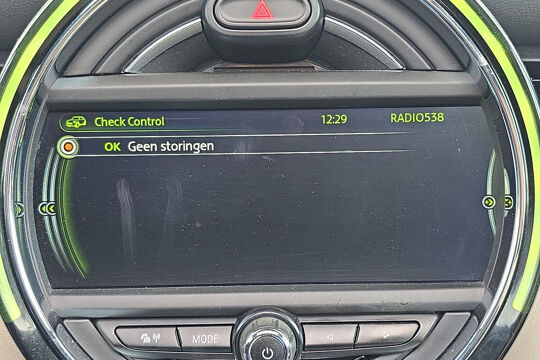 Check Control 12:29 RADIO538
OK Geen storingen
MODE